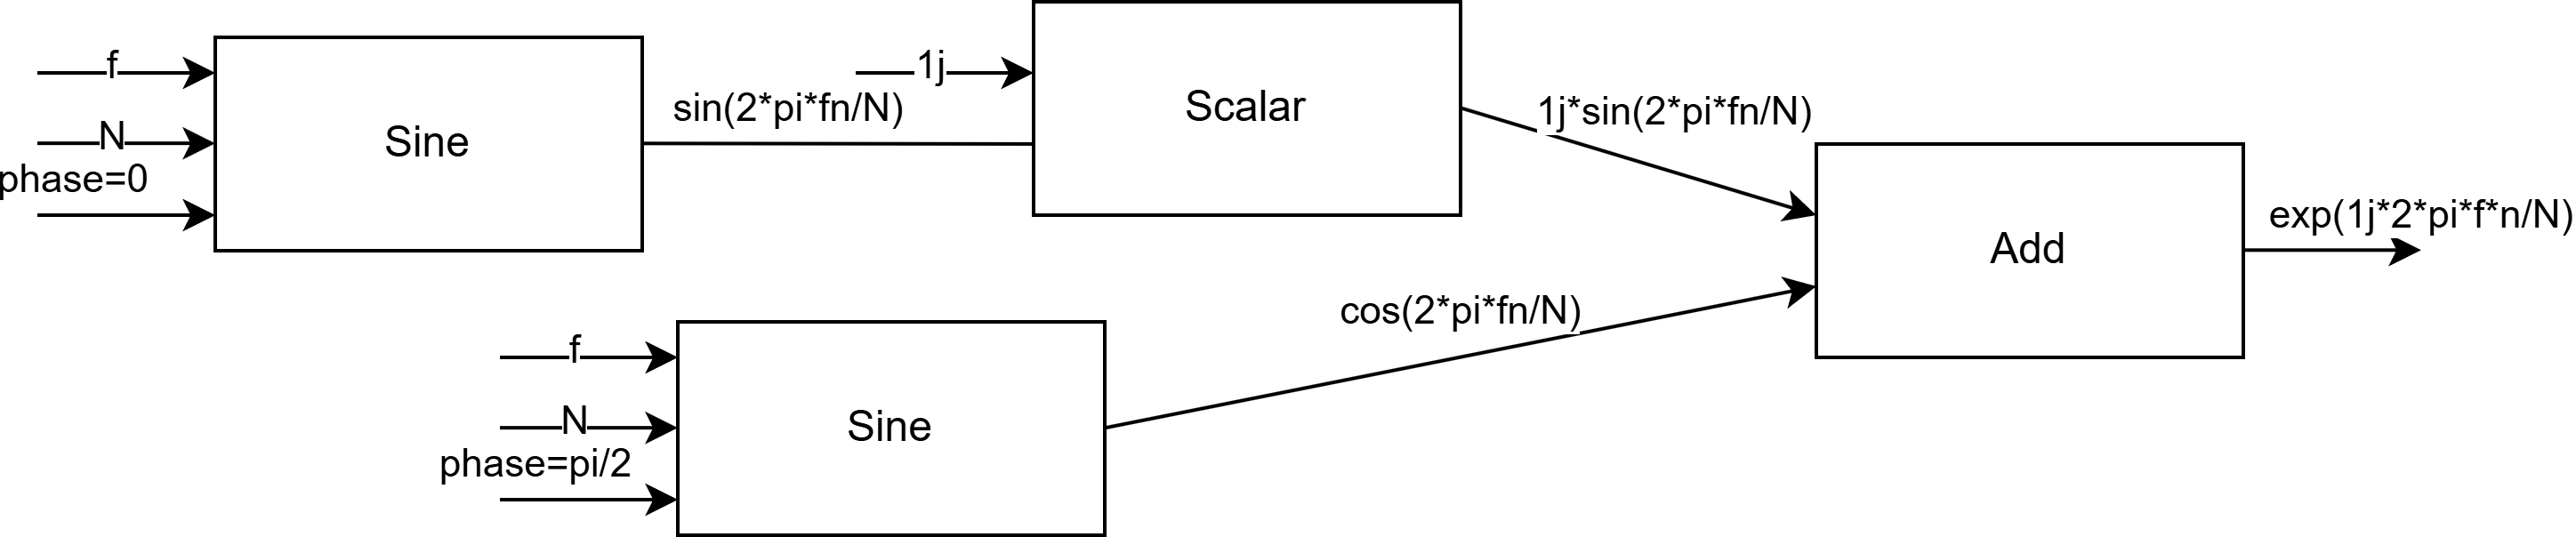 f
N
phase=0
Sine
sin(2*pi*fn/N)
1j
Scalar
1j*sin(2*pi*fn/N)
f
N
phase=pi/2
Sine
cos(2*pi*fn/N)
Add
exp(1j*2*pi*f*n/N)